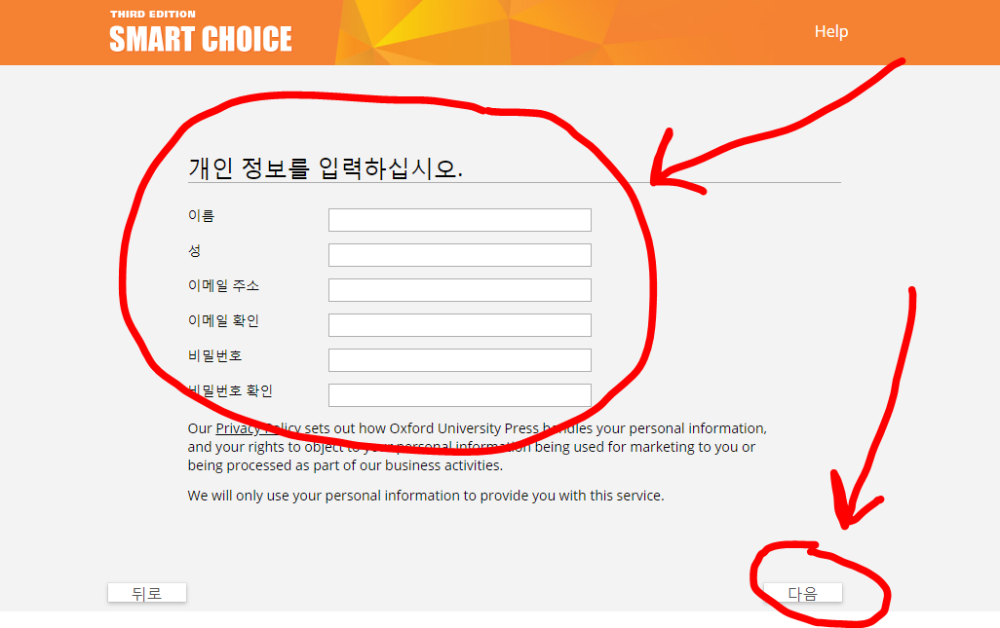 THIRD EDITION
SMART CHOICE
Help
개인 정보를 입력하십시오.
이름
성
이메일 주소
이메일 확인
비밀번호
비밀번호 확인
Our Privacy Policy sets out how Oxford University Press handles your personal information,
and your rights to object to your personal information being used for marketing to you or
being processed as part of our business activities.
We will only use your personal information to provide you with this service.
뒤로
다음